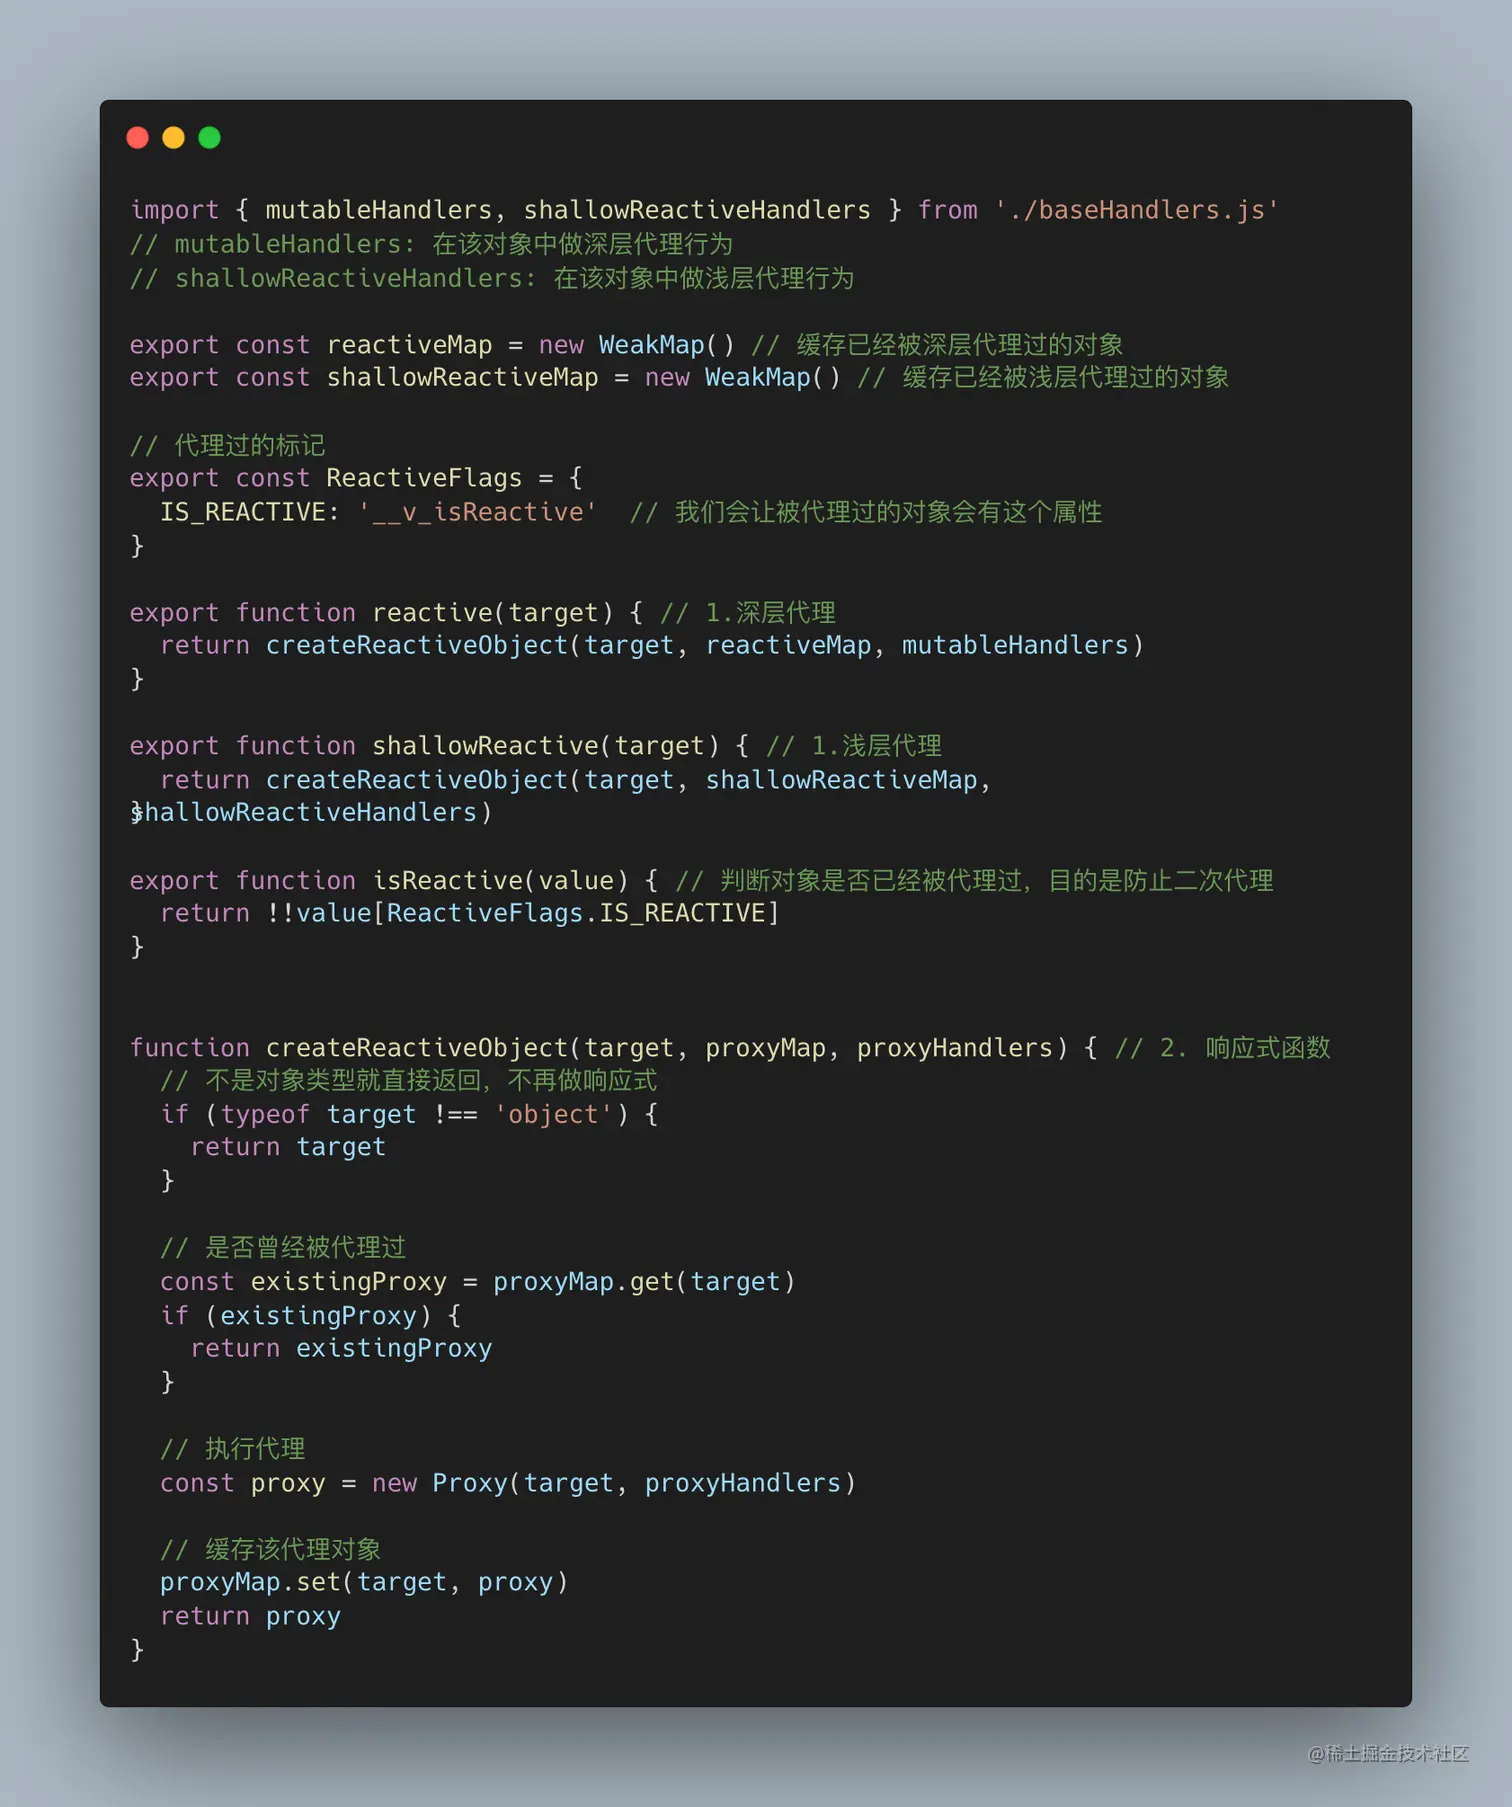 import { mutableHandlers, shallowReactiveHandlers } from './baseHandlers.js'
// mutableHandlers: 在该对象中做深层代理行为
// shallowReactiveHandlers: 在该对象中做浅层代理行为
export const reactiveMap = new WeakMap() // 缓存已经被深层代理过的对象
export const shallowReactiveMap = new WeakMap() // 缓存已经被浅层代理过的对象
// 代理过的标记
export const ReactiveFlags = {
  IS_REACTIVE: '__v_isReactive'  // 我们会让被代理过的对象会有这个属性
}
export function reactive(target) { // 1.深层代理
  return createReactiveObject(target, reactiveMap, mutableHandlers)
}
export function shallowReactive(target) { // 1.浅层代理
  return createReactiveObject(target, shallowReactiveMap,
shallowReactiveHandlers)
}
export function isReactive(value) { // 判断对象是否已经被代理过，目的是防止二次代理
  return !!value[ReactiveFlags.IS_REACTIVE]
}
function createReactiveObject(target, proxyMap, proxyHandlers) { // 2. 响应式函数
  // 不是对象类型就直接返回，不再做响应式
  if (typeof target !== 'object') {
    return target
  }
  // 是否曾经被代理过
  const existingProxy = proxyMap.get(target)
  if (existingProxy) {
    return existingProxy
  }
  // 执行代理
  const proxy = new Proxy(target, proxyHandlers)
  // 缓存该代理对象
  proxyMap.set(target, proxy)
  return proxy
}
@稀土掘金技术社区